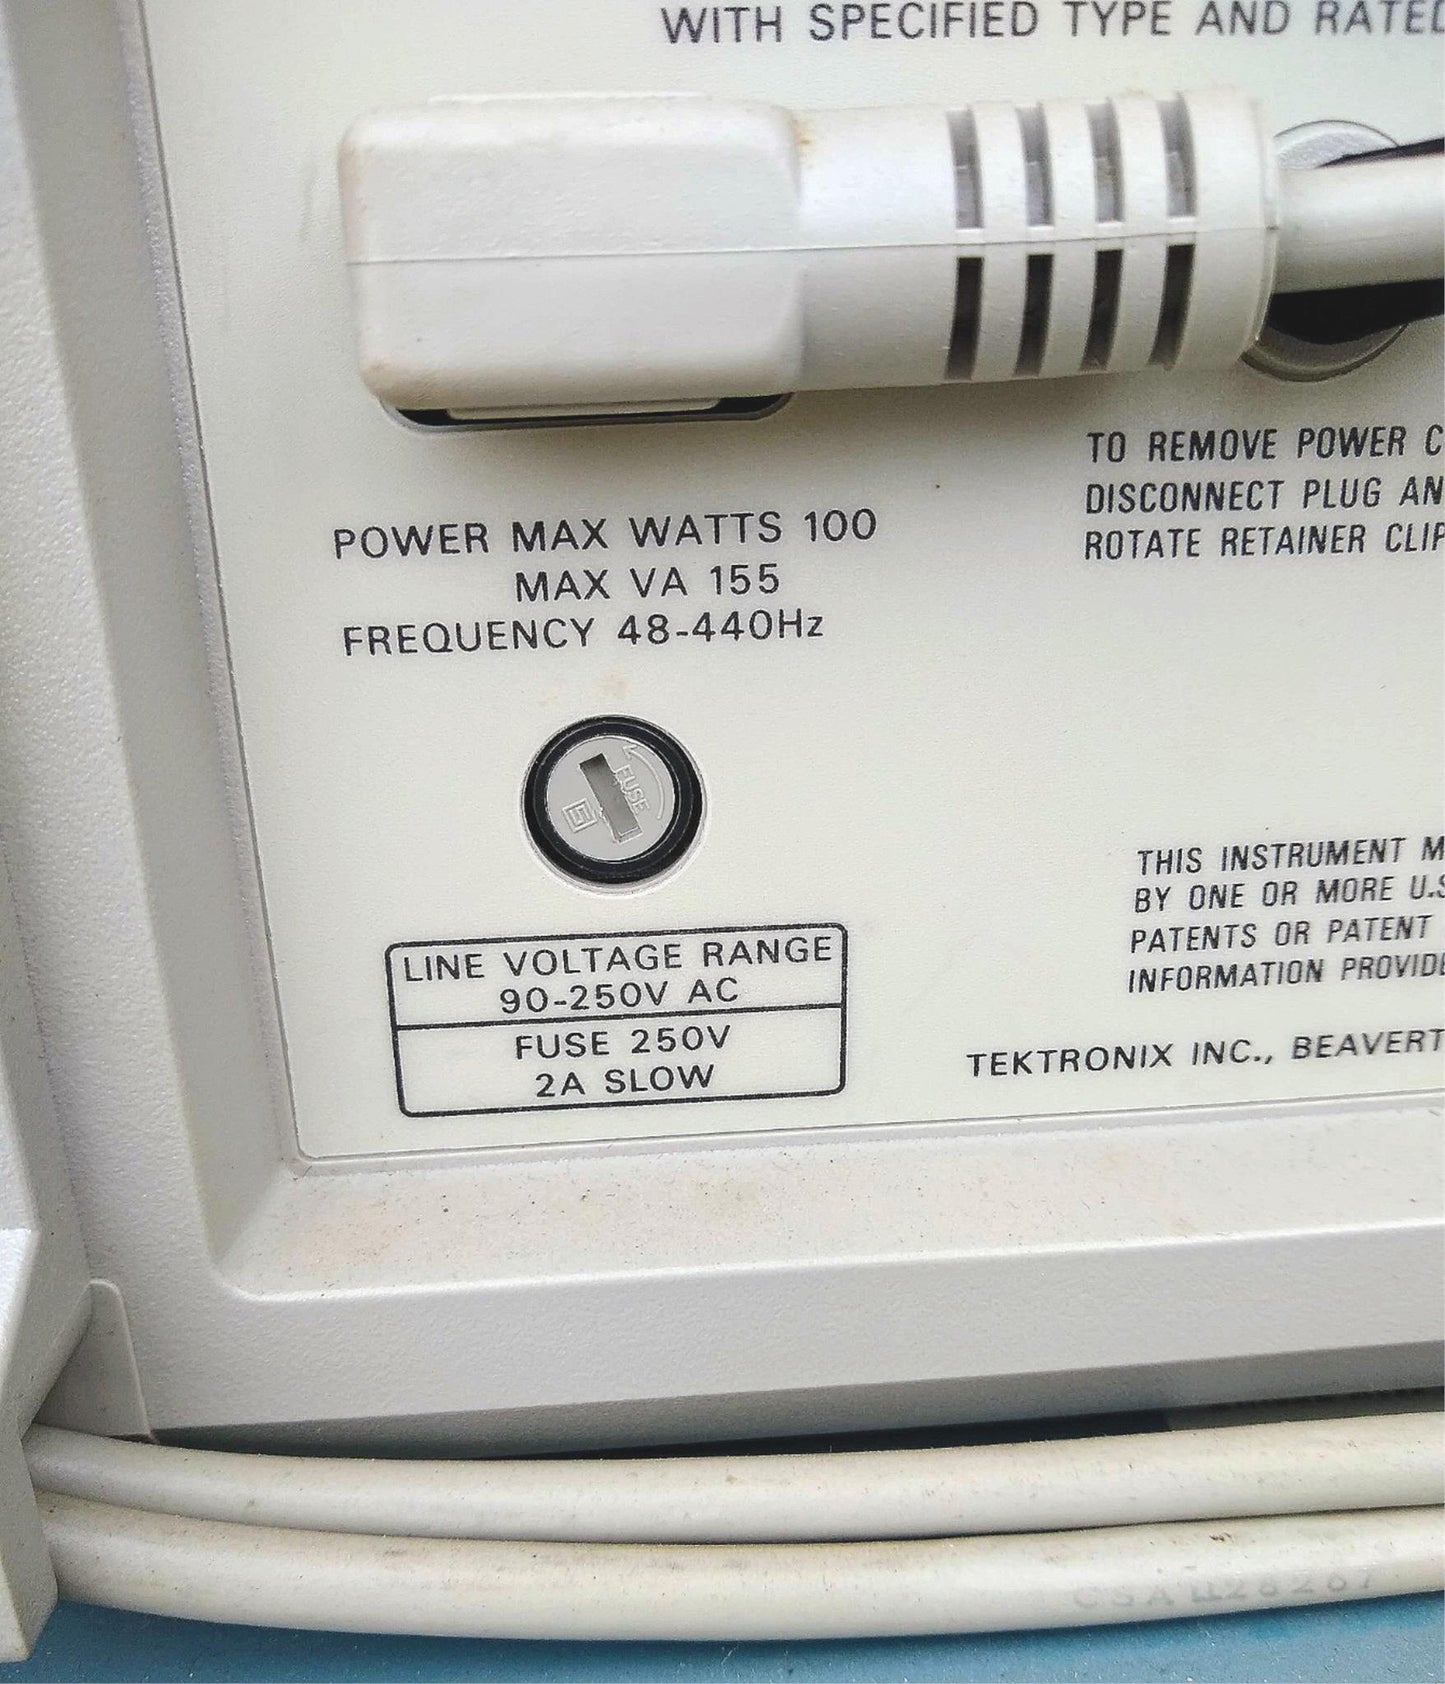 WITH SPECIFIED TYPE AND RATED
TO REMOVE POWER C
DISCONNECT PLUG AN
ROTATE RETAINER CLIP
POWER MAX WATTS 100
MAX VA 155
FREQUENCY 48-440Hz
FUSE
THIS INSTRUMENT M
BY ONE OR MORE U.S
PATENTS OR PATENT
INFORMATION PROVIDE
LINE VOLTAGE RANGE
90-250V AC
FUSE 250V
2A SLOW
TEKTRONIX INC., BEAVERT
CSA